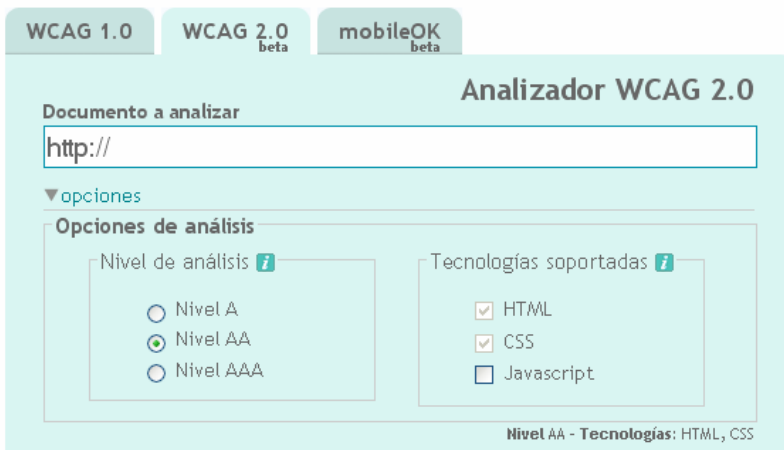 WCAG 1.0
WCAG 2.0
beta
mobileOK
beta
Analizador WCAG 2.0
Documento a analizar
http://
opciones
Opciones de análisis
Nivel de análisis i
Nivel A
Nivel AA
Nivel AAA
Tecnologías soportadas i
HTML
CSS
Javascript
Nivel AA - Tecnologías: HTML, CSS